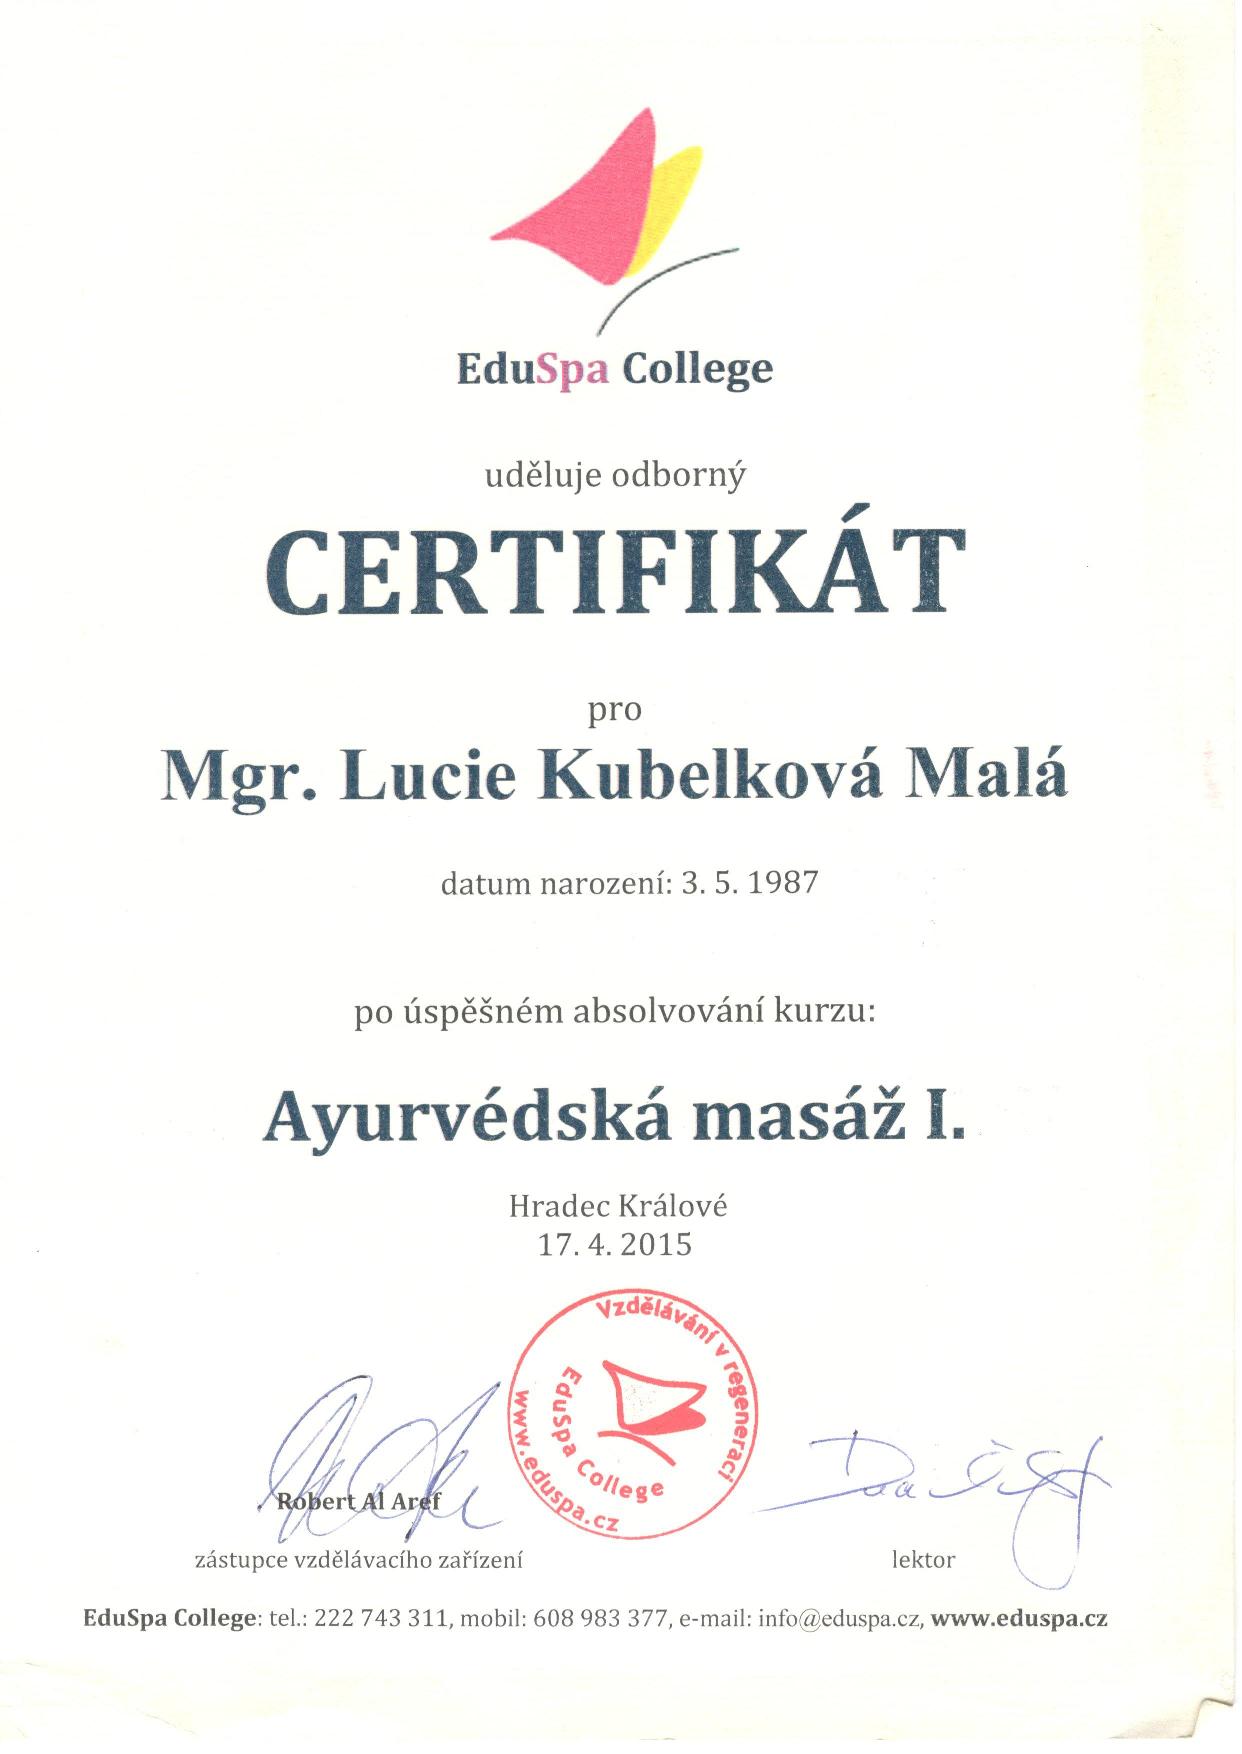 EduSpa College
uděluje odborný
CERTIFIKÁT
pro
Mgr. Lucie Kubelková Malá
datum narození: 3. 5. 1987
po úspěšném absolvování kurzu:
Ayurvédská masáž I.
Hradec Králové
17. 4. 2015
Vzdělávání v regeneraci
EduSpa College
www.eduspa.cz
Robert Al Aref
zástupce vzdělávacího zařízení
lektor
EduSpa College: tel.: 222 743 311, mobil: 608 983 377, e-mail: info@eduspa.cz, www.eduspa.cz